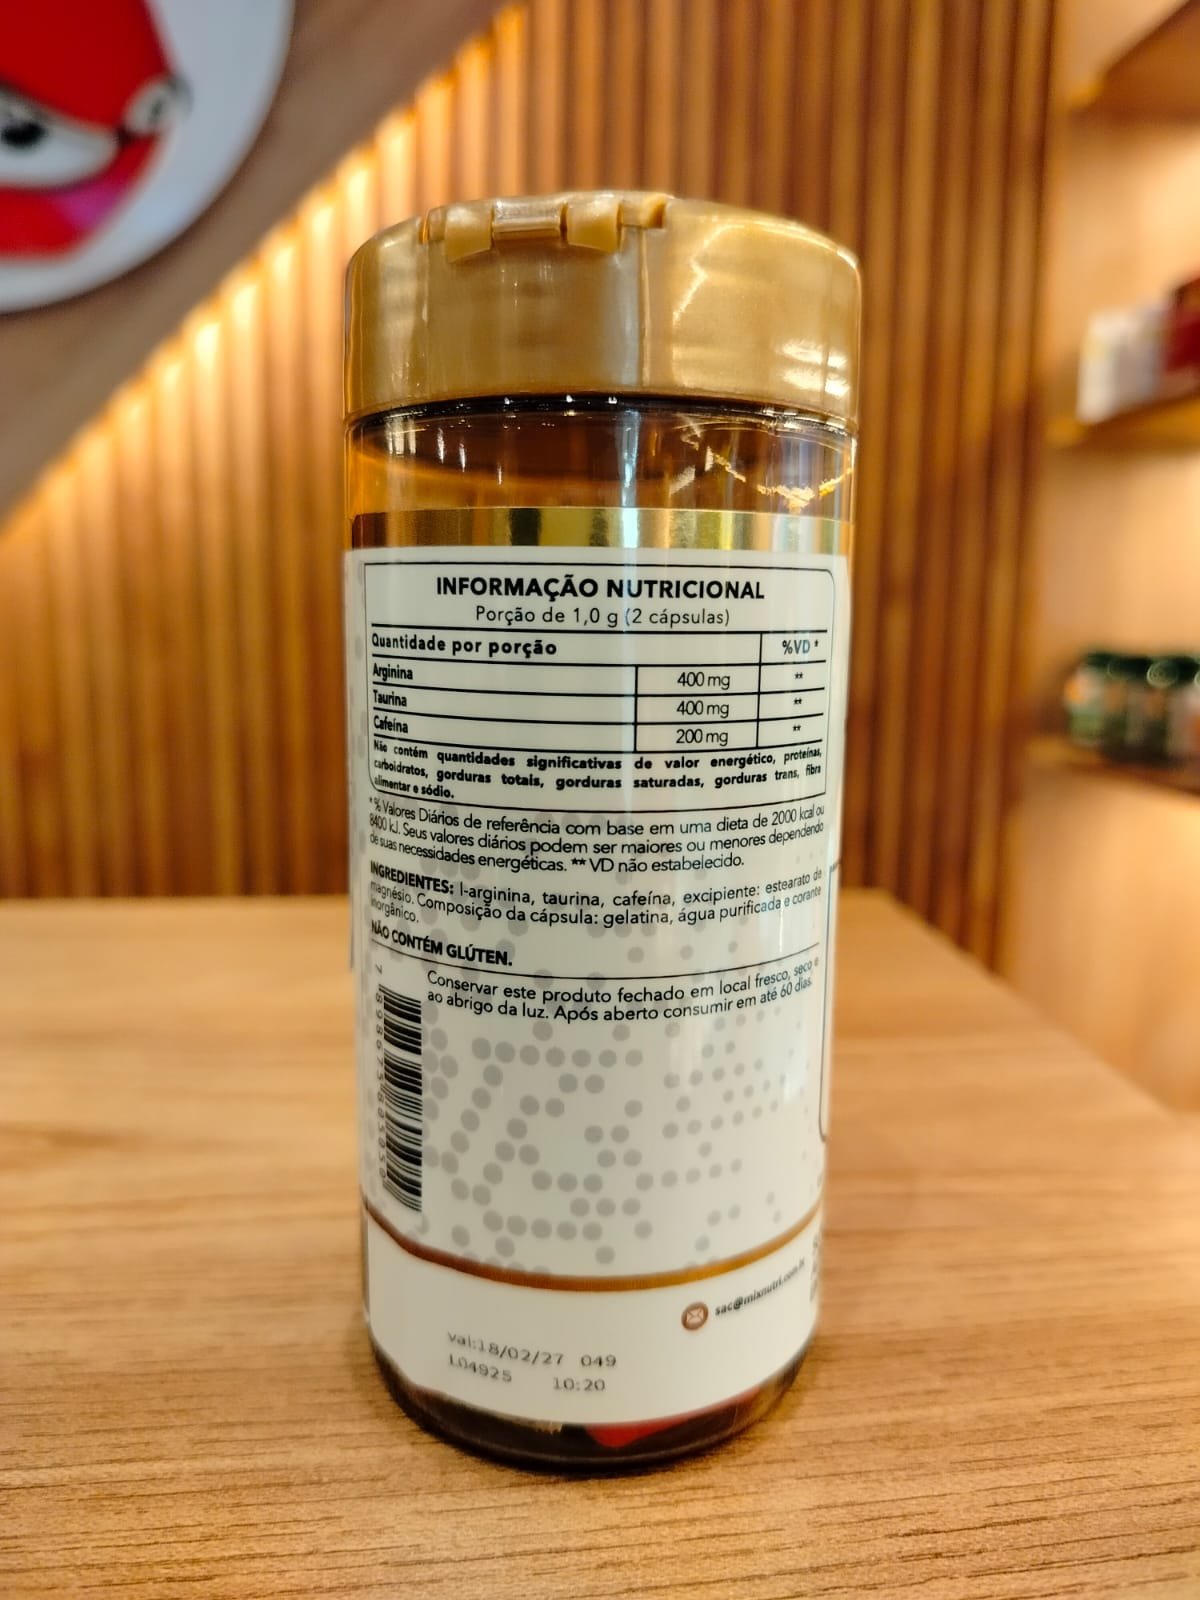 INFORMAÇÃO NUTRICIONAL
Porção de 1,0 g (2 cápsulas)
Quantidade por porção %VD *
Arginina 400 mg **
Taurina 400 mg **
Cafeína 200 mg **
Não contém quantidades significativas de valor energético, proteínas,
carboidratos, gorduras totais, gorduras saturadas, gorduras trans, fibra
alimentar e sódio.
* % Valores Diários de referência com base em uma dieta de 2000 kcal ou
8400 kJ. Seus valores diários podem ser maiores ou menores dependendo
de suas necessidades energéticas. ** VD não estabelecido.
INGREDIENTES: l-arginina, taurina, cafeína, excipiente: estearato de
magnésio. Composição da cápsula: gelatina, água purificada e corante
inorgânico.
NÃO CONTÉM GLÚTEN.
Conservar este produto fechado em local fresco, seco e
ao abrigo da luz. Após aberto consumir em até 60 dias.
sac@mixnutri.com.br
val:18/02/27 049
L04925 10:20